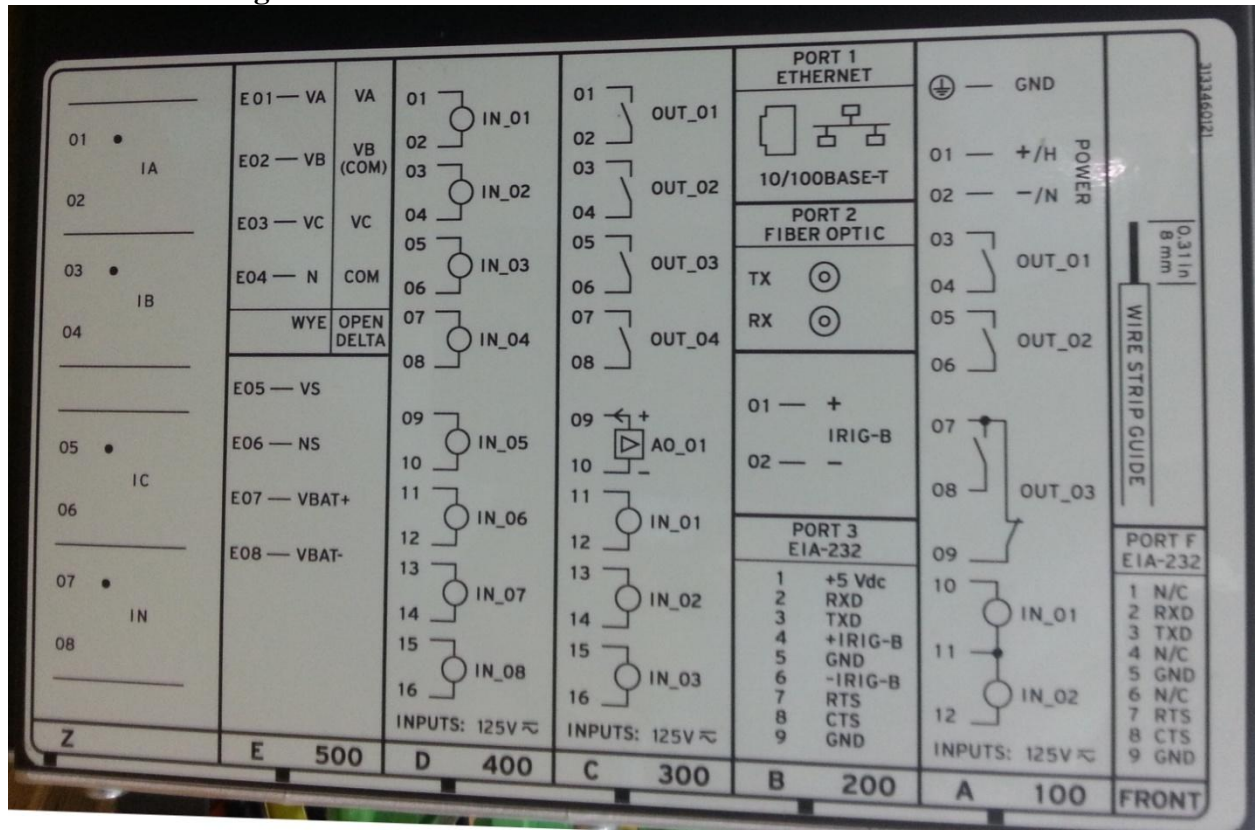 01
IA
02
03
IB
04
05
IC
06
07
IN
08
Z
E01 — VA VA
E02 — VB VB
(COM)
E03 — VC VC
E04 — N COM
WYE OPEN
DELTA
E05 — VS
E06 — NS
E07 — VBAT+
E08 — VBAT-
E 500
01
IN_01
02
03
IN_02
04
05
IN_03
06
07
IN_04
08
09
IN_05
10
11
IN_06
12
13
IN_07
14
15
IN_08
16
INPUTS: 125V
D 400
01
OUT_01
02
03
OUT_02
04
05
OUT_03
06
07
OUT_04
08
09 +
AO_01
10 -
11
IN_01
12
13
IN_02
14
15
IN_03
16
INPUTS: 125V
C 300
PORT 1
ETHERNET
10/100BASE-T
PORT 2
FIBER OPTIC
TX
RX
01 — +
IRIG-B
02 — -
PORT 3
EIA-232
1 +5 Vdc
2 RXD
3 TXD
4 +IRIG-B
5 GND
6 -IRIG-B
7 RTS
8 CTS
9 GND
B 200
— GND
01 — +/H
02 — -/N
POWER
03
OUT_01
04
05
OUT_02
06
07
08 OUT_03
09
10
IN_01
11
IN_02
12
INPUTS: 125V
A 100
3133460121
0.31 in
8 mm
WIRE STRIP GUIDE
PORT F
EIA-232
1 N/C
2 RXD
3 TXD
4 N/C
5 GND
6 N/C
7 RTS
8 CTS
9 GND
FRONT